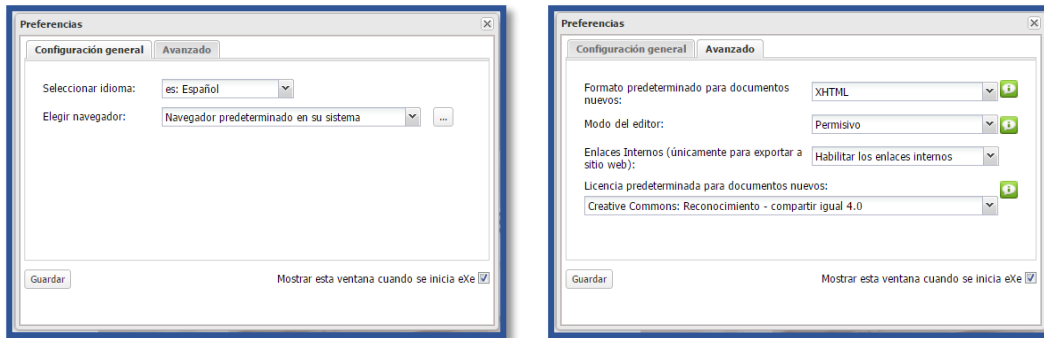 Preferencias
Configuración general Avanzado
Seleccionar idioma: es: Español
Elegir navegador: Navegador predeterminado en su sistema ...
Guardar Mostrar esta ventana cuando se inicia eXe
Preferencias
Configuración general Avanzado
Formato predeterminado para documentos
nuevos: XHTML
Modo del editor: Permisivo
Enlaces Internos (únicamente para exportar a
sitio web): Habilitar los enlaces internos
Licencia predeterminada para documentos nuevos:
Creative Commons: Reconocimiento - compartir igual 4.0
Guardar Mostrar esta ventana cuando se inicia eXe